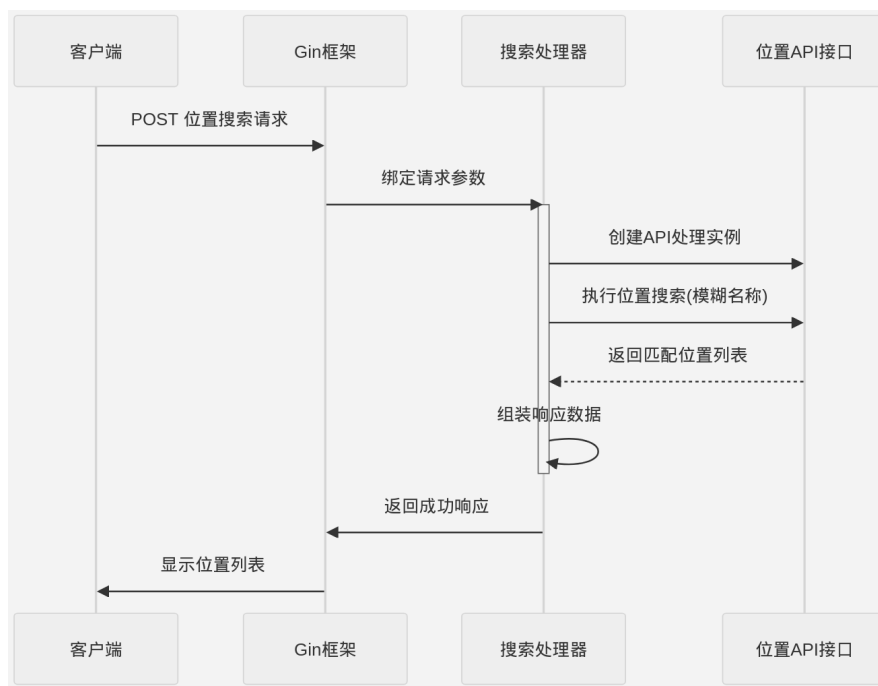 客户端
Gin框架
搜索处理器
位置API接口
POST 位置搜索请求
绑定请求参数
创建API处理实例
执行位置搜索(模糊名称)
返回匹配位置列表
组装响应数据
返回成功响应
显示位置列表
客户端
Gin框架
搜索处理器
位置API接口